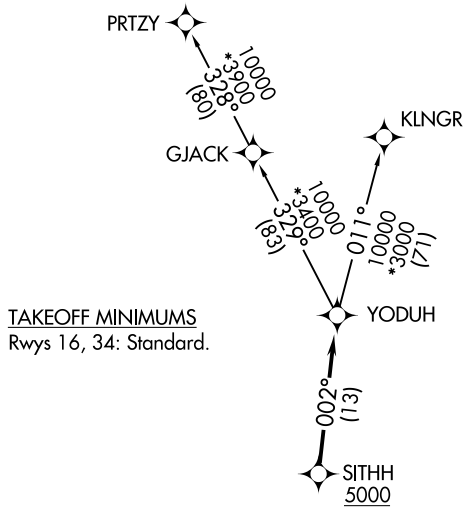 PRTZY
10000
*3900
328°
(80)
KLNGR
GJACK
10000
*3400
329°
(83)
011°
10000
*3000
(71)
TAKEOFF MINIMUMS
Rwys 16, 34: Standard.
YODUH
002°
(13)
SITHH
5000